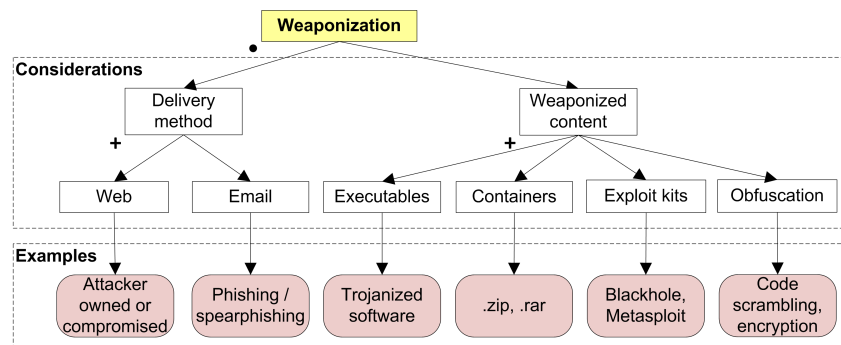 Weaponization
•
Considerations
Delivery
method
Weaponized
content
+
+
Web
Email
Executables
Containers
Exploit kits
Obfuscation
Examples
Attacker
owned or
compromised
Phishing /
spearphishing
Trojanized
software
.zip, .rar
Blackhole,
Metasploit
Code
scrambling,
encryption